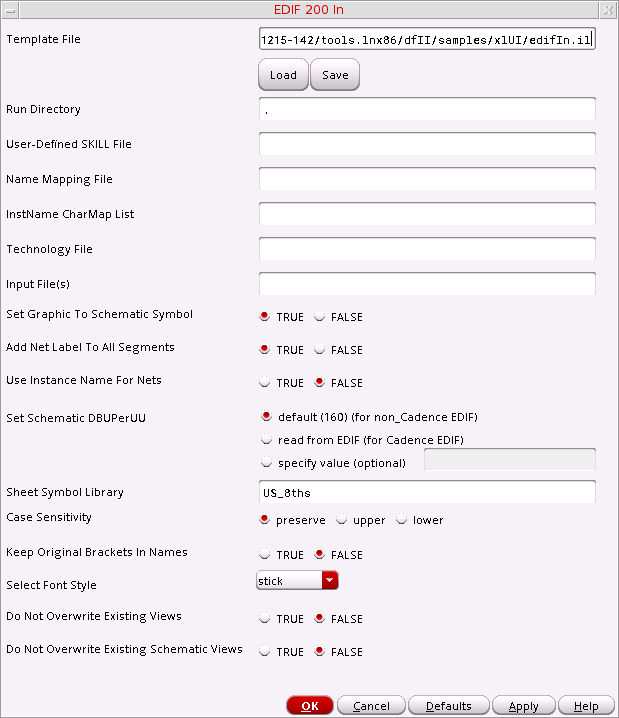 EDIF 200 In
Template File 1215-142/tools.lnx86/dfII/samples/xlUI/edifIn.il
Load Save
Run Directory .
User-Defined SKILL File
Name Mapping File
InstName CharMap List
Technology File
Input File(s)
Set Graphic To Schematic Symbol TRUE FALSE
Add Net Label To All Segments TRUE FALSE
Use Instance Name For Nets TRUE FALSE
Set Schematic DBUPerUU default (160) (for non_Cadence EDIF)
read from EDIF (for Cadence EDIF)
specify value (optional)
Sheet Symbol Library US_8ths
Case Sensitivity preserve upper lower
Keep Original Brackets In Names TRUE FALSE
Select Font Style stick
Do Not Overwrite Existing Views TRUE FALSE
Do Not Overwrite Existing Schematic Views TRUE FALSE
OK Cancel Defaults Apply Help